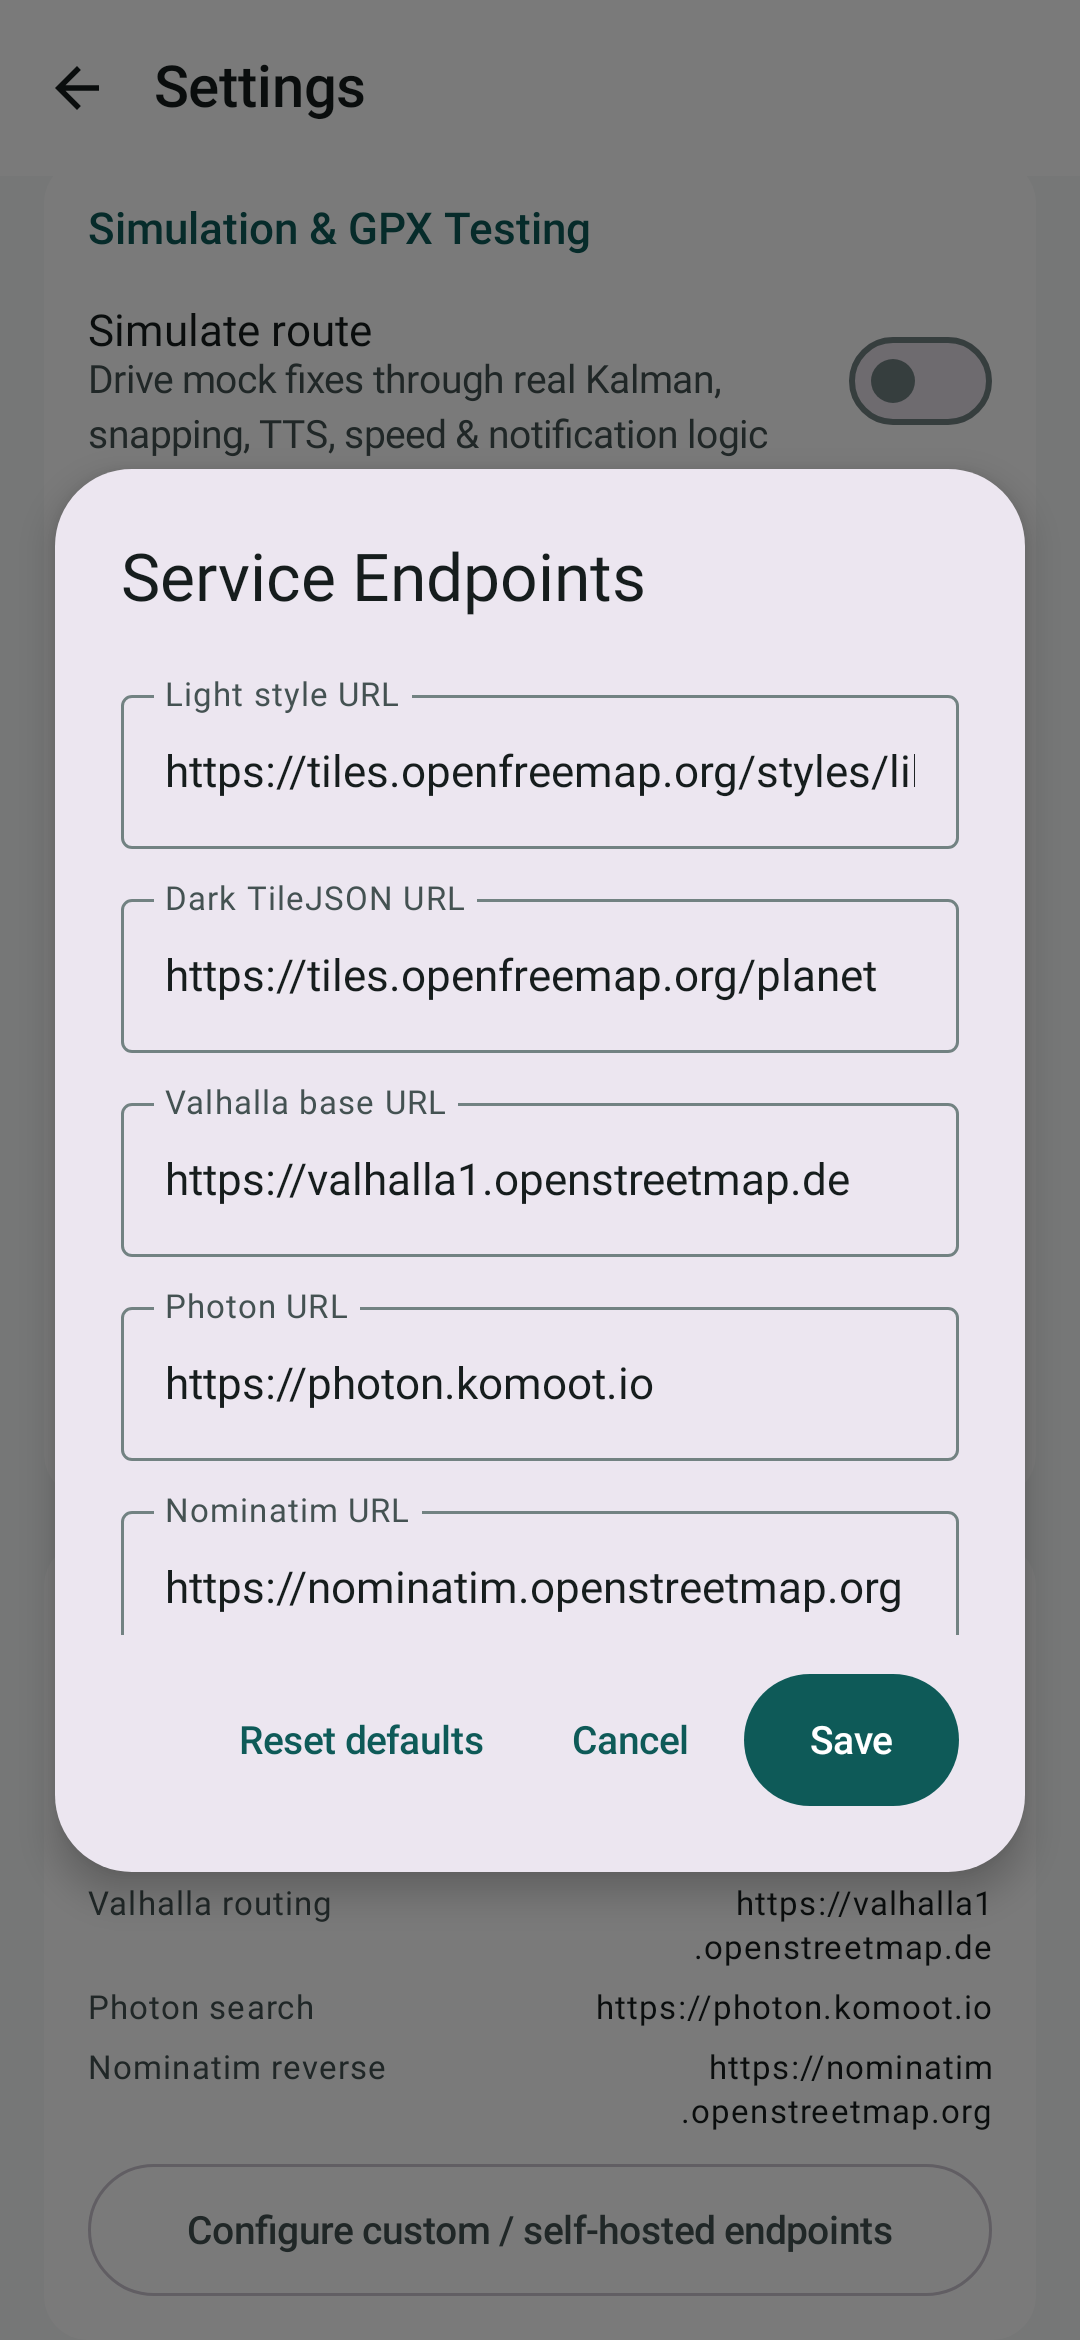 Settings
Simulation & GPX Testing
Simulate route
Drive mock fixes through real Kalman,
snapping, TTS, speed & notification logic
Service Endpoints
Light style URL
https://tiles.openfreemap.org/styles/li
Dark TileJSON URL
https://tiles.openfreemap.org/planet
Valhalla base URL
https://valhalla1.openstreetmap.de
Photon URL
https://photon.komoot.io
Nominatim URL
https://nominatim.openstreetmap.org
Reset defaults
Cancel
Save
Valhalla routing
https://valhalla1
.openstreetmap.de
Photon search
https://photon.komoot.io
Nominatim reverse
https://nominatim
.openstreetmap.org
Configure custom / self-hosted endpoints